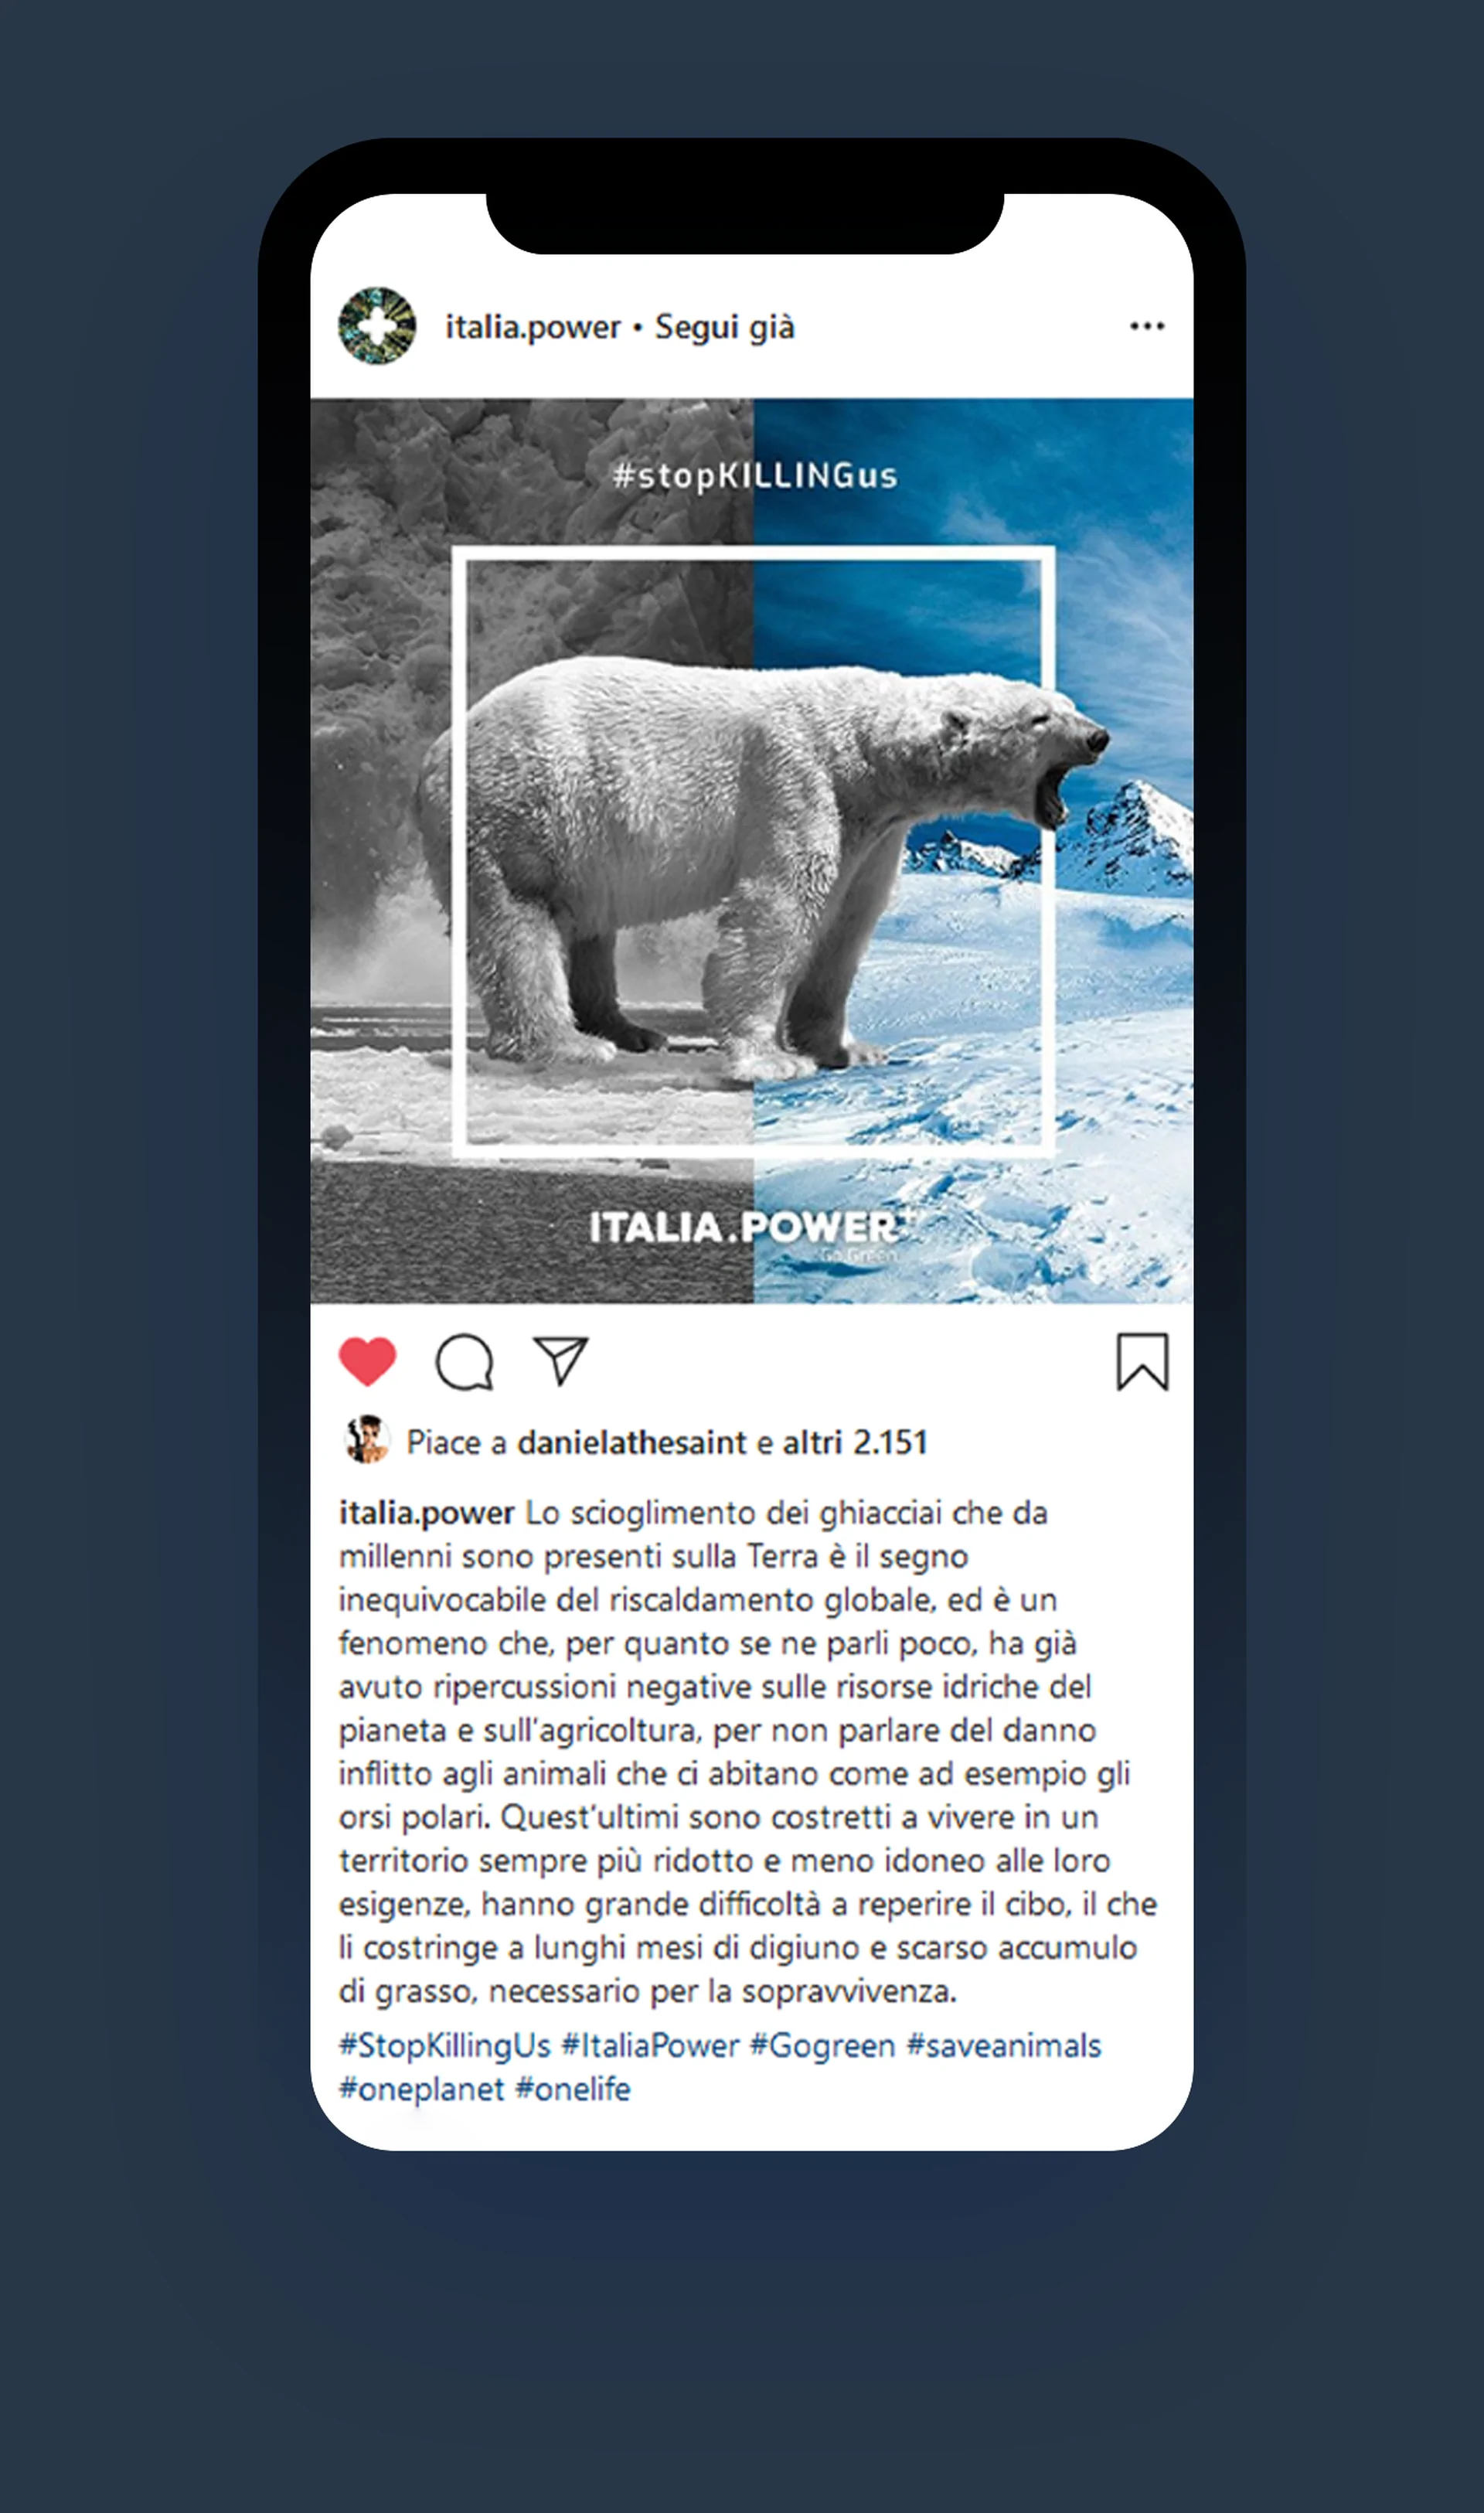 italia.power • Segui già
#stopKILLINGus
ITALIA.POWER+
Go Green
Piace a danielathesaint e altri 2.151
italia.power Lo scioglimento dei ghiacciai che da
millenni sono presenti sulla Terra è il segno
inequivocabile del riscaldamento globale, ed è un
fenomeno che, per quanto se ne parli poco, ha già
avuto ripercussioni negative sulle risorse idriche del
pianeta e sull'agricoltura, per non parlare del danno
inflitto agli animali che ci abitano come ad esempio gli
orsi polari. Quest'ultimi sono costretti a vivere in un
territorio sempre più ridotto e meno idoneo alle loro
esigenze, hanno grande difficoltà a reperire il cibo, il che
li costringe a lunghi mesi di digiuno e scarso accumulo
di grasso, necessario per la sopravvivenza.
#StopKillingUs #ItaliaPower #Gogreen #saveanimals
#oneplanet #onelife